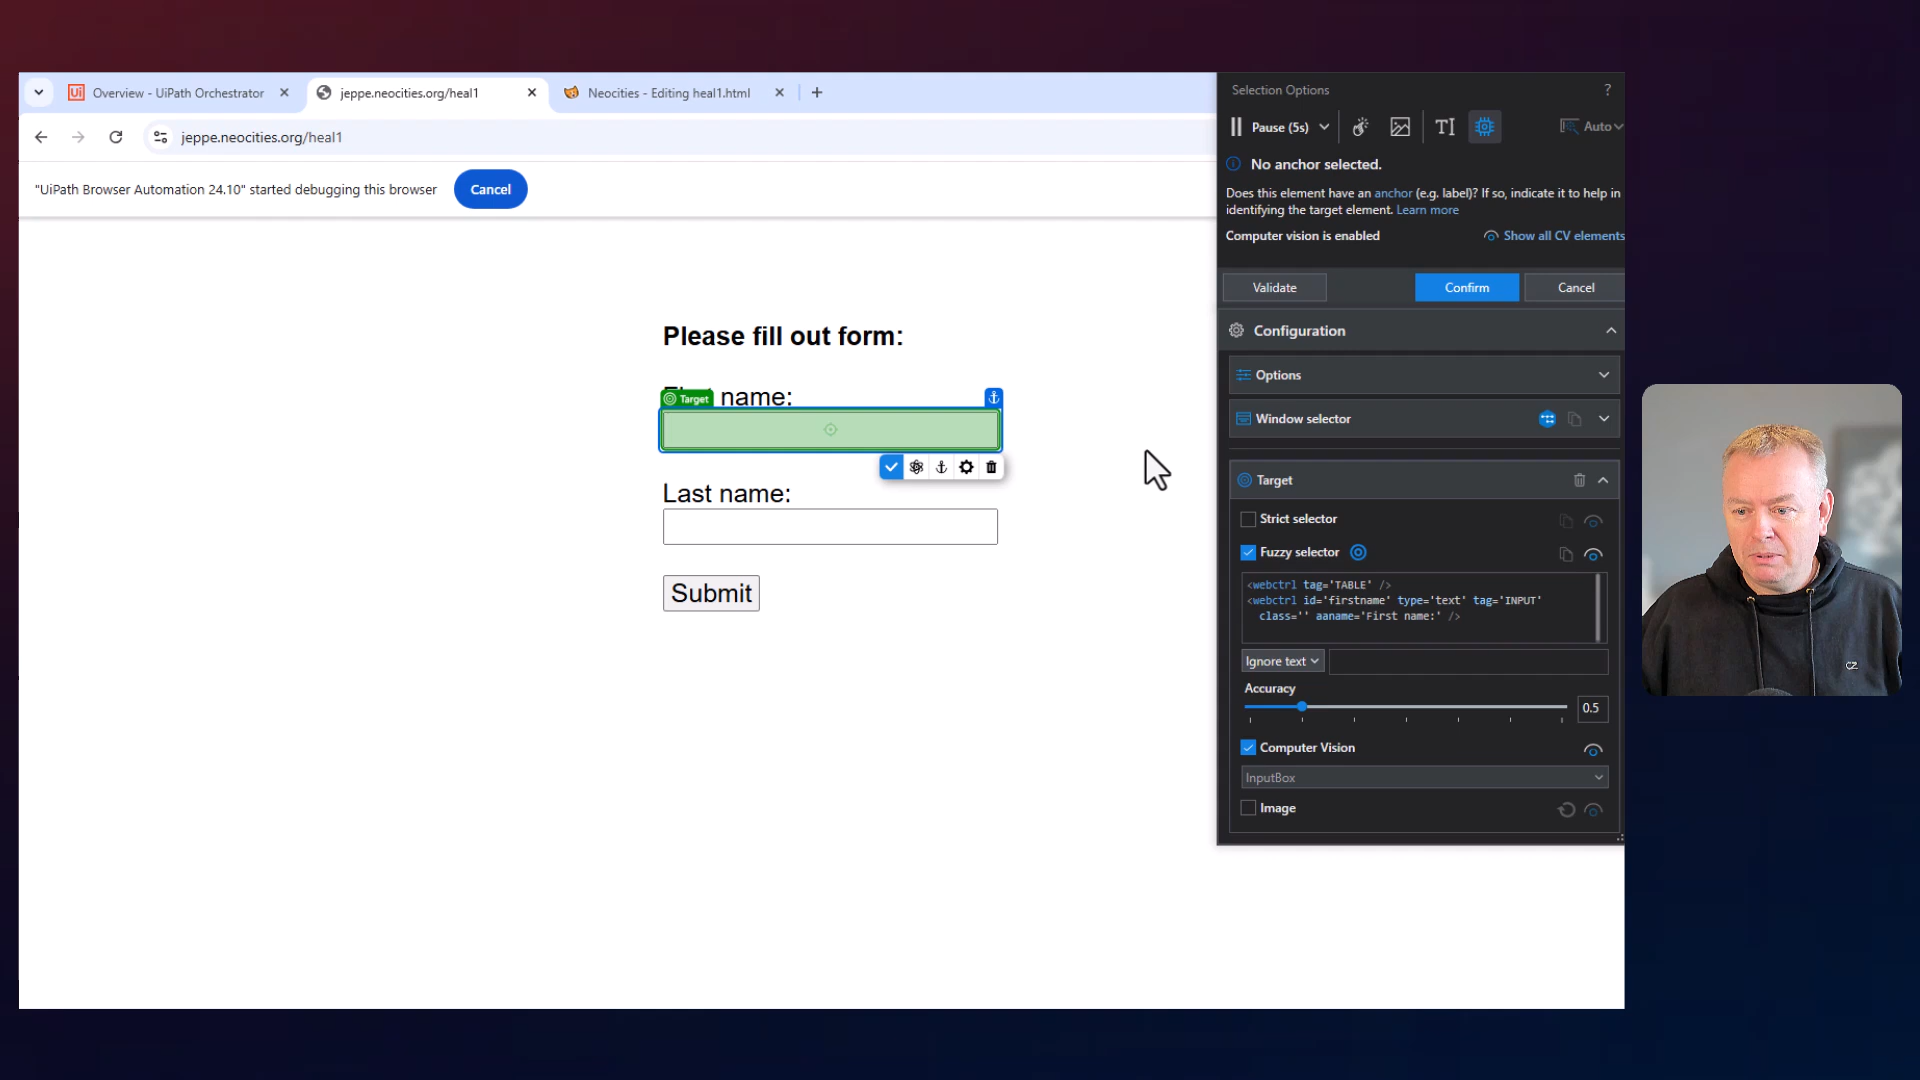 Overview - UiPath Orchestrator
jeppe.neocities.org/heal1
Neocities - Editing heal1.html
jeppe.neocities.org/heal1
"UiPath Browser Automation 24.10" started debugging this browser
Cancel
Please fill out form:
name:
Target
Last name:
Submit
Selection Options
?
Pause (5s)
Auto
No anchor selected.
Does this element have an anchor (e.g. label)? If so, indicate it to help in
identifying the target element. Learn more
Computer vision is enabled
Show all CV elements
Validate
Confirm
Cancel
Configuration
Options
Window selector
Target
Strict selector
Fuzzy selector
<webctrl tag='TABLE' />
<webctrl id='firstname' type='text' tag='INPUT'
class='' aaname='First name:' />
Ignore text
Accuracy
0.5
Computer Vision
InputBox
Image
CZ